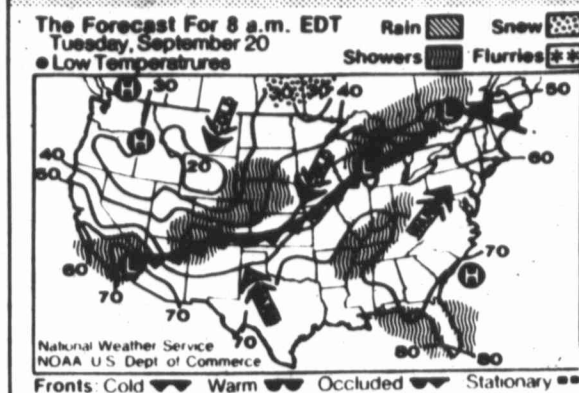 The Forecast For 8 a.m. EDT
Tuesday, September 20
Low Temperatrures
Rain
Snow
Showers
Flurries
30
30
30
40
50
20
40
60
60
H
H
L
L
L
60
70
70
70
70
H
80
80
National Weather Service
NOAA U S Dept of Commerce
Fronts: Cold Warm Occluded Stationary